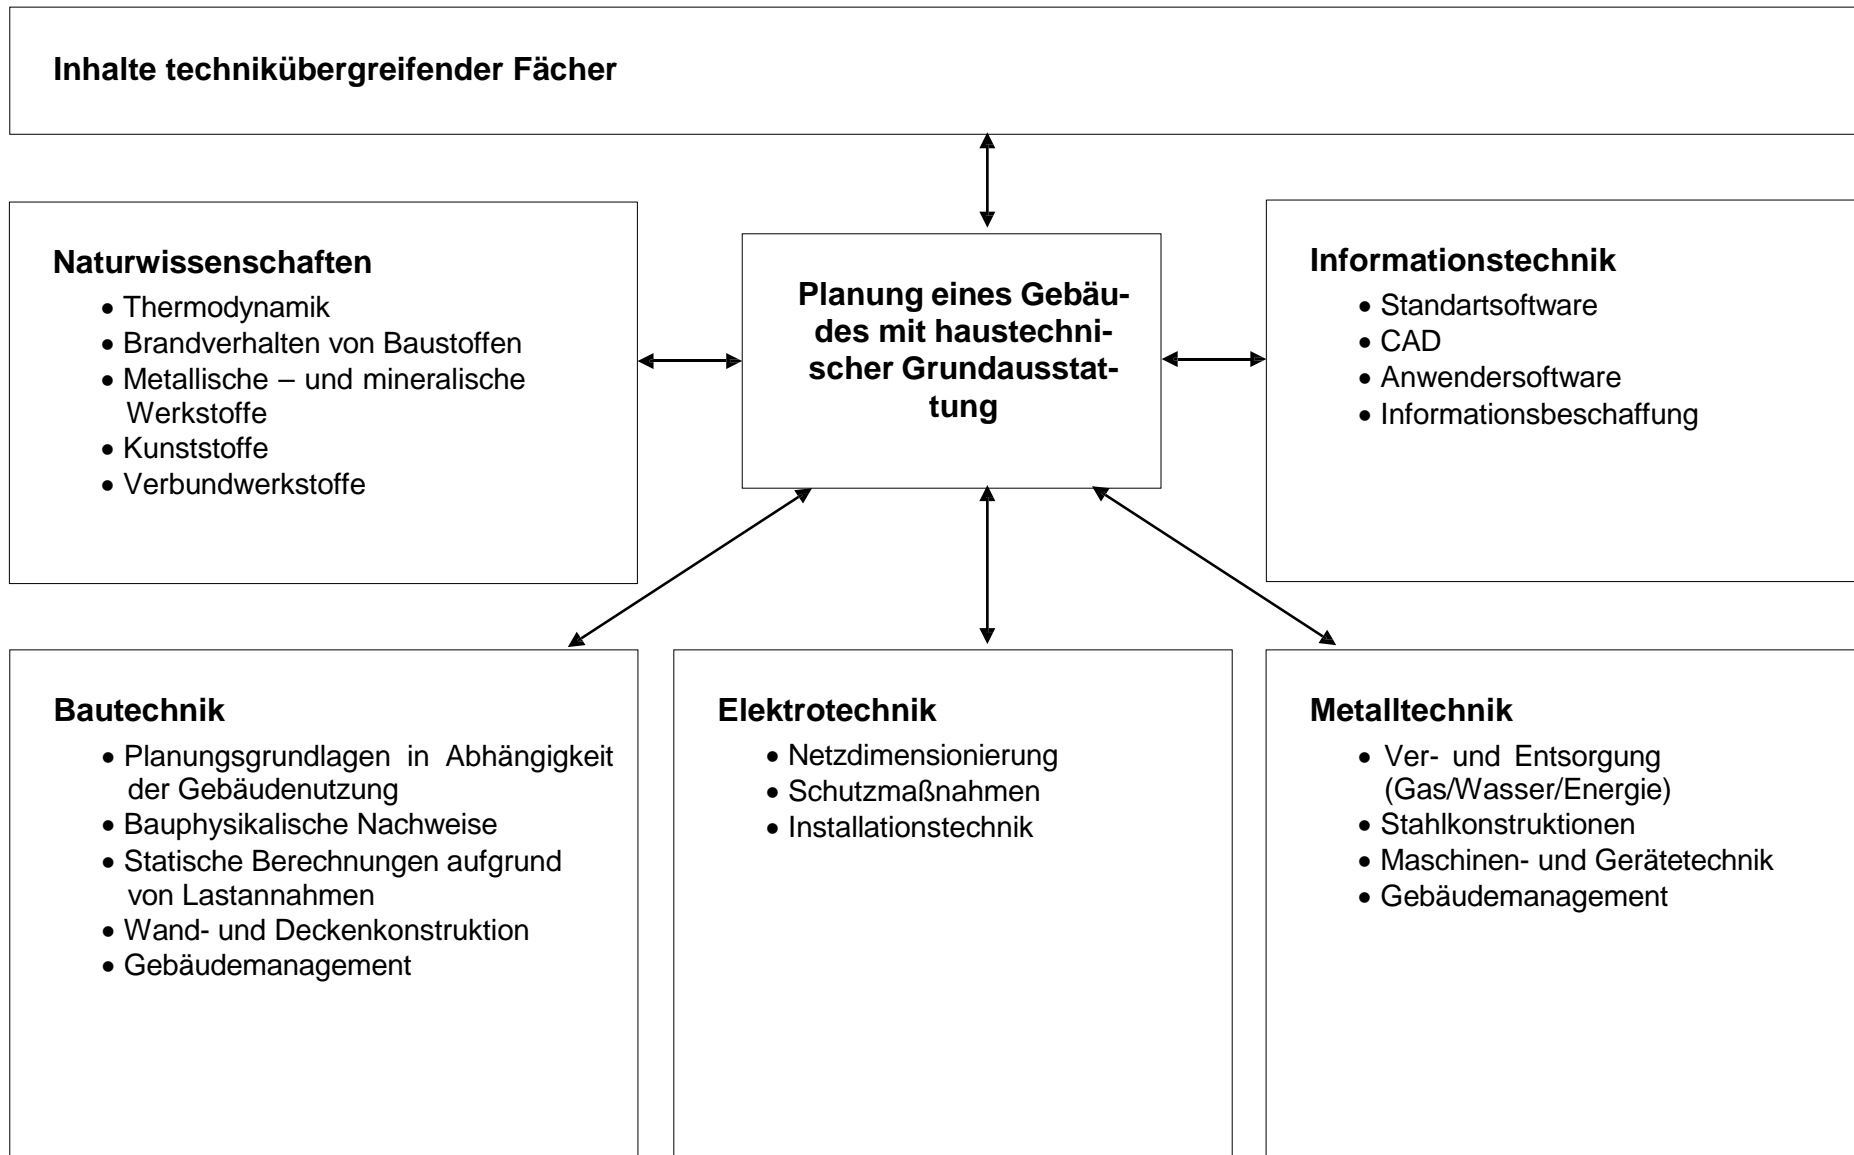 Inhalte technikübergreifender Fächer
Naturwissenschaften
• Thermodynamik
• Brandverhalten von Baustoffen
• Metallische – und mineralische
Werkstoffe
• Kunststoffe
• Verbundwerkstoffe
Planung eines Gebäu-
des mit haustechni-
scher Grundausstat-
tung
Informationstechnik
• Standartsoftware
• CAD
• Anwendersoftware
• Informationsbeschaffung
Bautechnik
• Planungsgrundlagen in Abhängigkeit
der Gebäudenutzung
• Bauphysikalische Nachweise
• Statische Berechnungen aufgrund
von Lastannahmen
• Wand- und Deckenkonstruktion
• Gebäudemanagement
Elektrotechnik
• Netzdimensionierung
• Schutzmaßnahmen
• Installationstechnik
Metalltechnik
• Ver- und Entsorgung
(Gas/Wasser/Energie)
• Stahlkonstruktionen
• Maschinen- und Gerätetechnik
• Gebäudemanagement